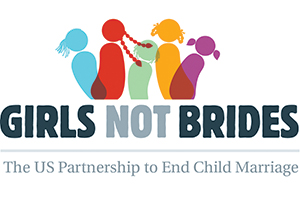 GIRLS NOT BRIDES
The US Partnership to End Child Marriage